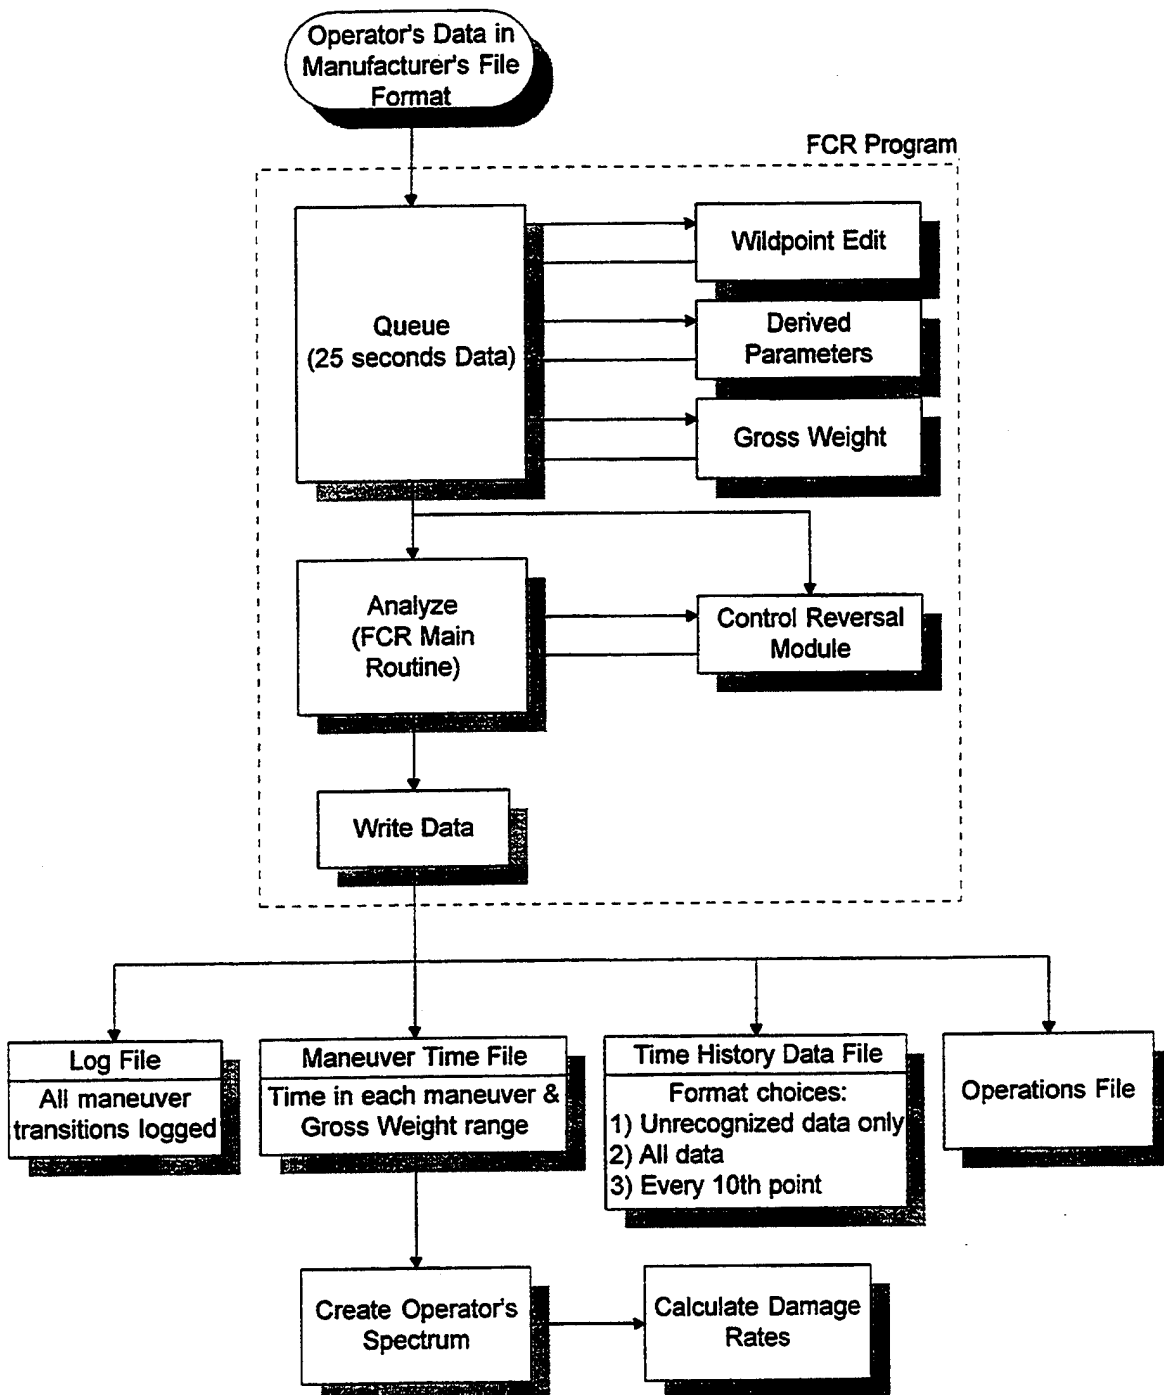 Operator's Data in
Manufacturer's File
Format
FCR Program
Queue
(25 seconds Data)
Wildpoint Edit
Derived
Parameters
Gross Weight
Analyze
(FCR Main
Routine)
Control Reversal
Module
Write Data
Log File
All maneuver
transitions logged
Maneuver Time File
Time in each maneuver &
Gross Weight range
Time History Data File
Format choices:
1) Unrecognized data only
2) All data
3) Every 10th point
Operations File
Create Operator's
Spectrum
Calculate Damage
Rates